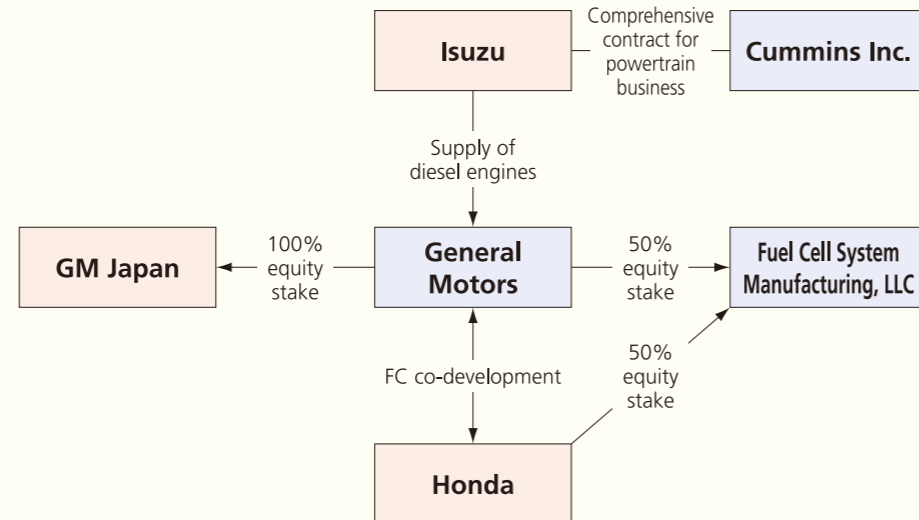 Isuzu
Comprehensive
contract for
powertrain
business
Cummins Inc.
Supply of
diesel engines
GM Japan
100%
equity
stake
General
Motors
50%
equity
stake
Fuel Cell System
Manufacturing, LLC
FC co-development
50%
equity
stake
Honda